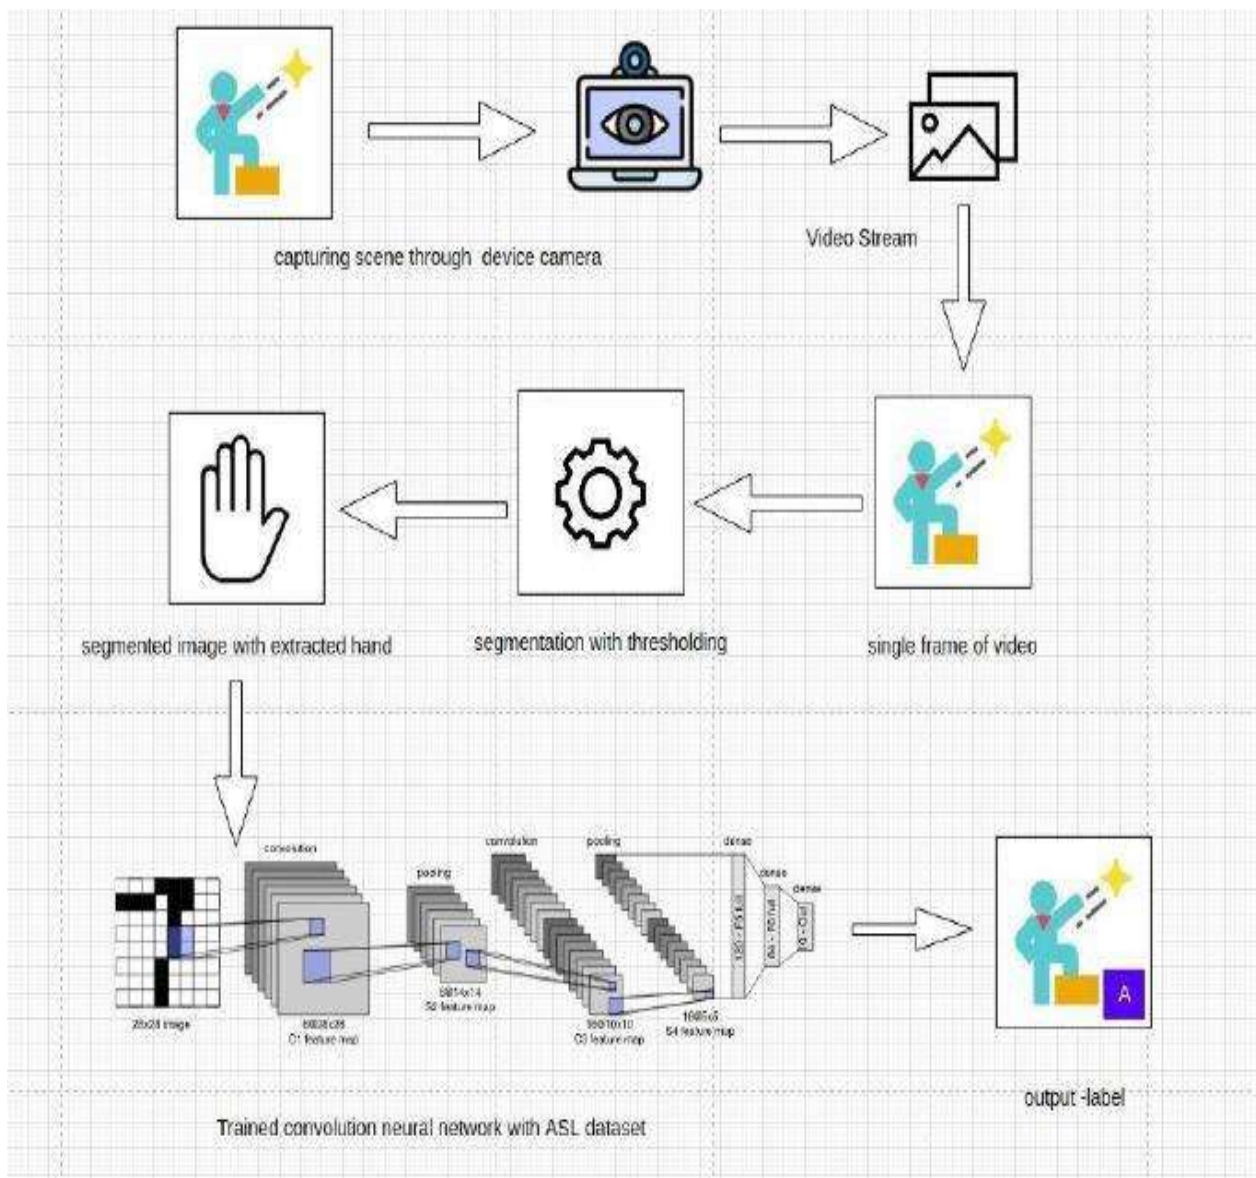 capturing scene through device camera
Video Stream
segmented image with extracted hand
segmentation with thresholding
single frame of video
convolution
pooling
convolution
pooling
dense
dense
dense
28x28 image
C1 feature map
S2 feature map
C3 feature map
S4 feature map
A
output -label
Trained convolution neural network with ASL dataset